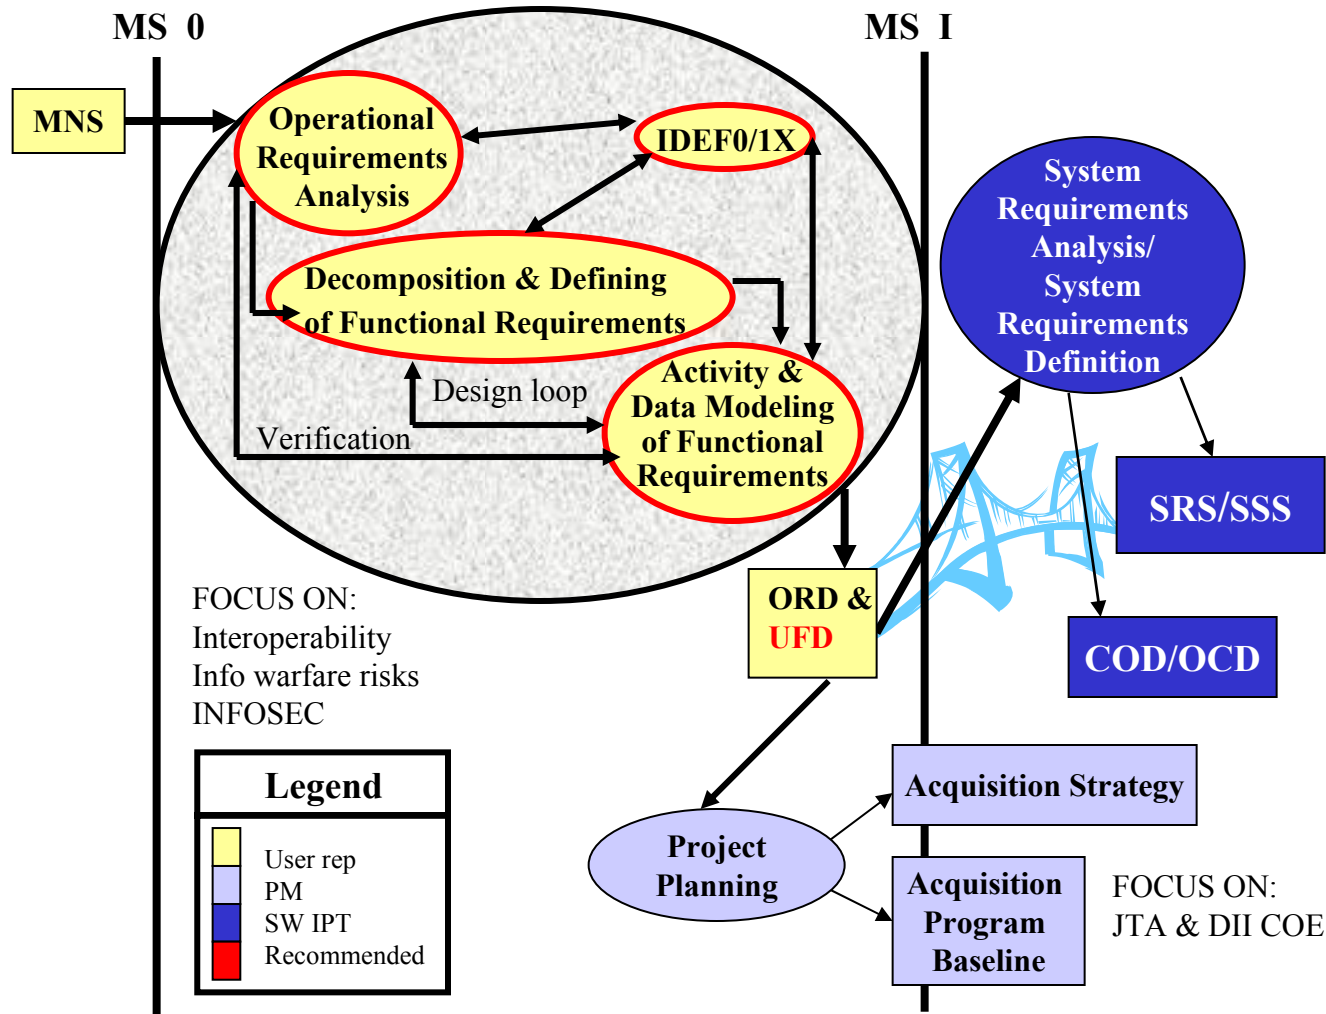 MS 0
MS I
MNS
Operational
Requirements
Analysis
IDEF0/1X
Decomposition & Defining
of Functional Requirements
Design loop
Verification
Activity &
Data Modeling
of Functional
Requirements
System
Requirements
Analysis/
System
Requirements
Definition
SRS/SSS
COD/OCD
ORD &
UFD
FOCUS ON:
Interoperability
Info warfare risks
INFOSEC
Legend
User rep
PM
SW IPT
Recommended
Project
Planning
Acquisition Strategy
Acquisition
Program
Baseline
FOCUS ON:
JTA & DII COE